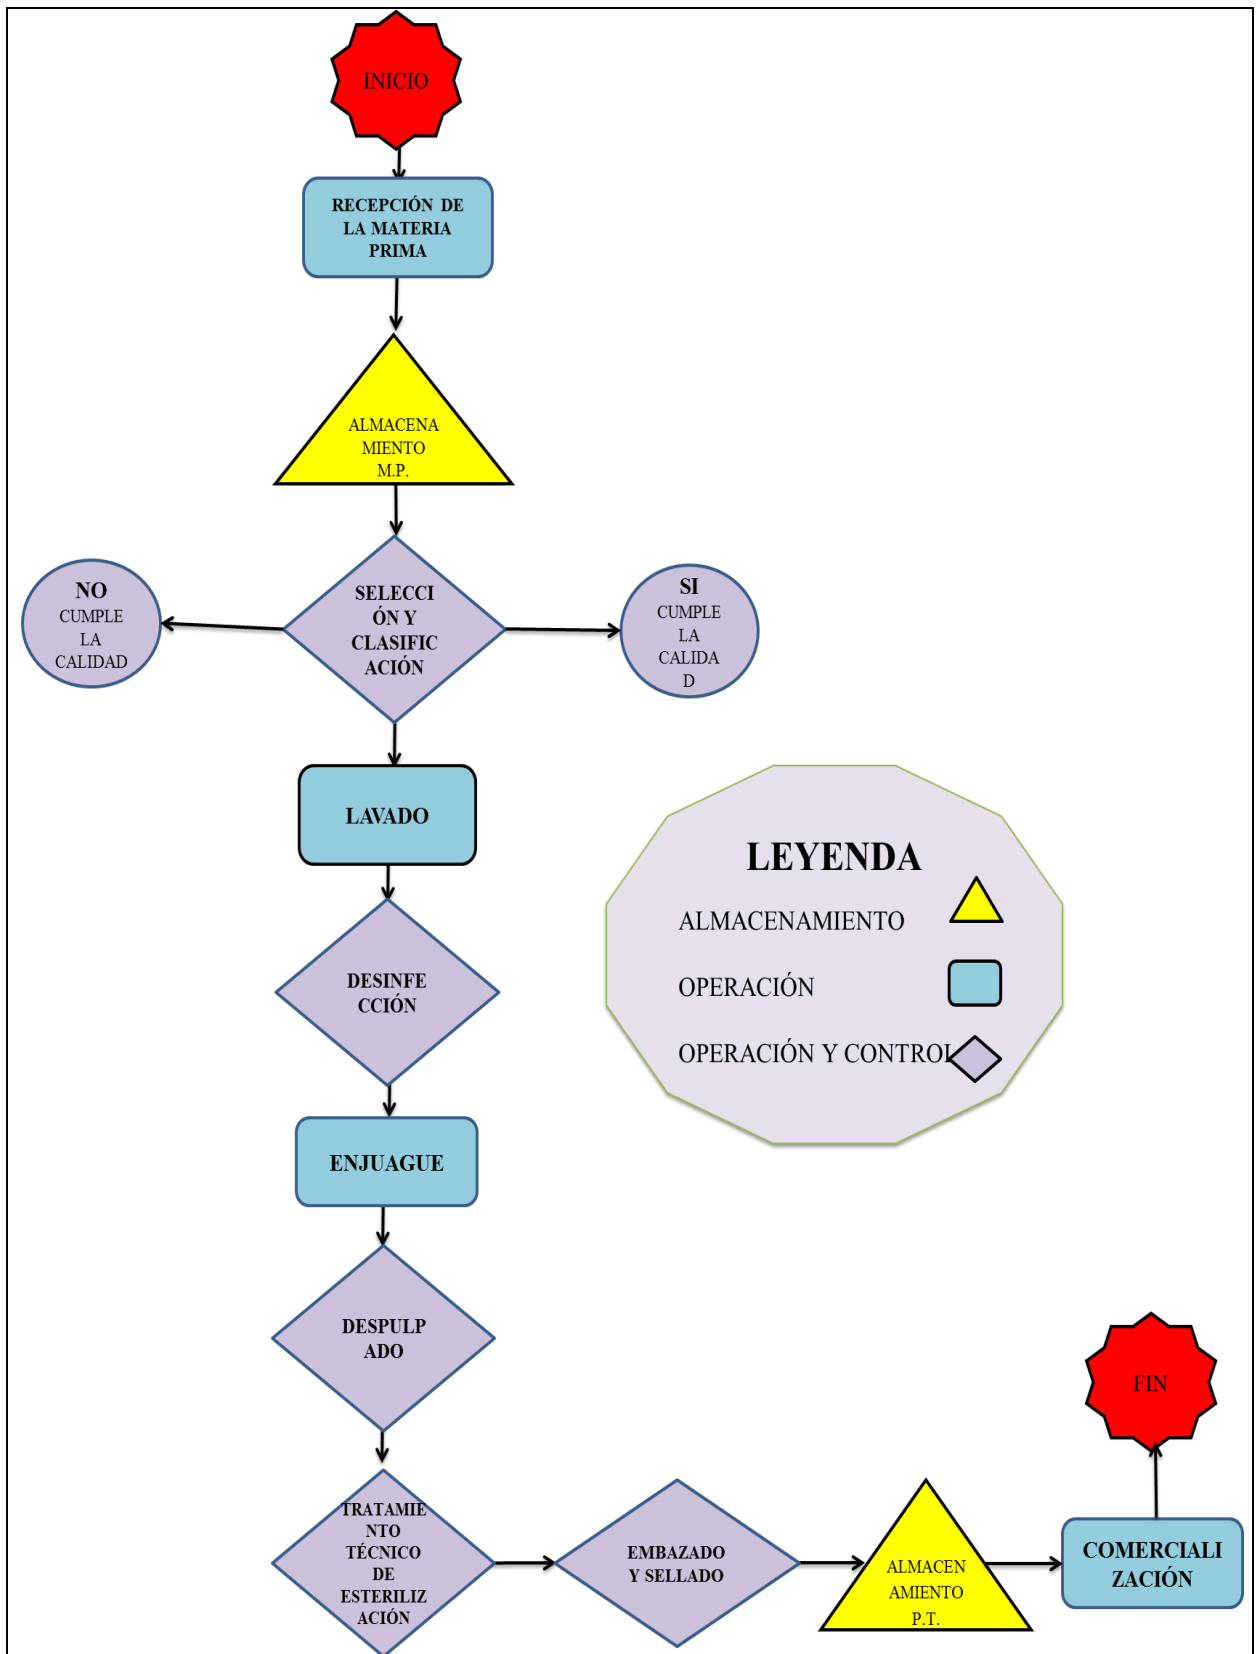 INICIO
RECEPCIÓN DE
LA MATERIA
PRIMA
ALMACENA
MIENTO
M.P.
SELECCI
ÓN Y
CLASIFIC
ACIÓN
NO
CUMPLE
LA
CALIDAD
SI
CUMPLE
LA
CALIDA
D
LAVADO
LEYENDA
ALMACENAMIENTO
OPERACIÓN
OPERACIÓN Y CONTROL
DESINFE
CCIÓN
ENJUAGUE
DESPULP
ADO
TRATAMIE
NTO
TÉCNICO
DE
ESTERILIZ
ACIÓN
EMBAZADO
Y SELLADO
ALMACEN
AMIENTO
P.T.
COMERCIALI
ZACIÓN
FIN